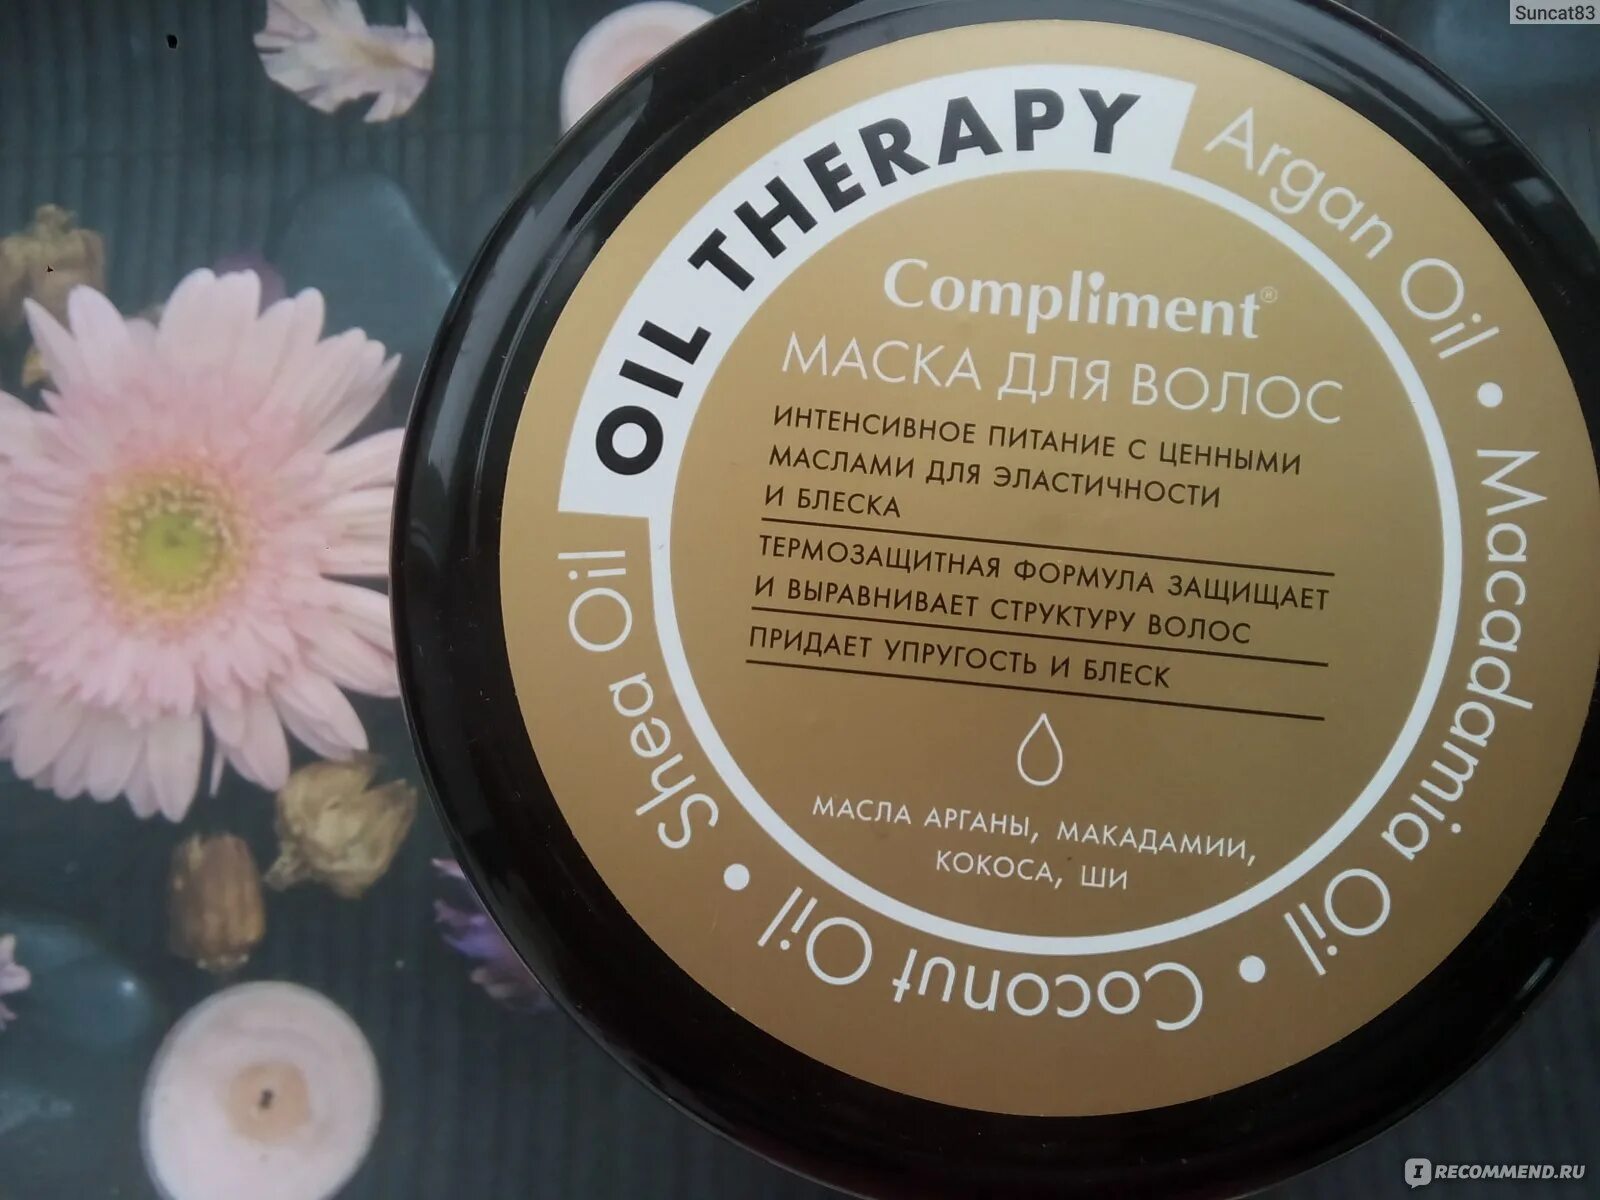 Suncat83
OIL THERAPY
Argan Oil • Macadamia Oil • Coconut Oil • Shea Oil
Compliment®
МАСКА ДЛЯ ВОЛОС
ИНТЕНСИВНОЕ ПИТАНИЕ С ЦЕННЫМИ
МАСЛАМИ ДЛЯ ЭЛАСТИЧНОСТИ
И БЛЕСКА
ТЕРМОЗАЩИТНАЯ ФОРМУЛА ЗАЩИЩАЕТ
И ВЫРАВНИВАЕТ СТРУКТУРУ ВОЛОС
ПРИДАЕТ УПРУГОСТЬ И БЛЕСК
МАСЛА АРГАНЫ, МАКАДАМИИ,
КОКОСА, ШИ
IRECOMMEND.RU